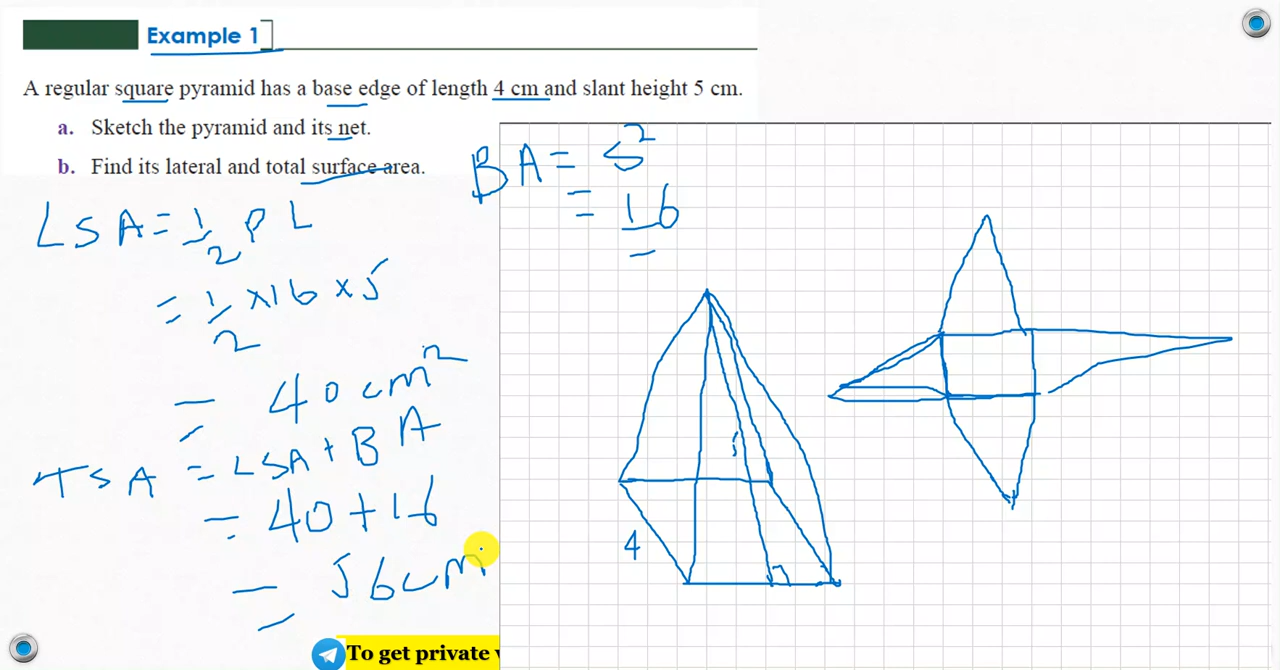 Example 1
A regular square pyramid has a base edge of length 4 cm and slant height 5 cm.
a. Sketch the pyramid and its net.
b. Find its lateral and total surface area.
BA = S²
= 16
LSA = 1/2 P L
= 1/2 × 16 × 5
= 40 cm²
TSA = LSA + BA
= 40 + 16
= 56 cm
5
4
To get private